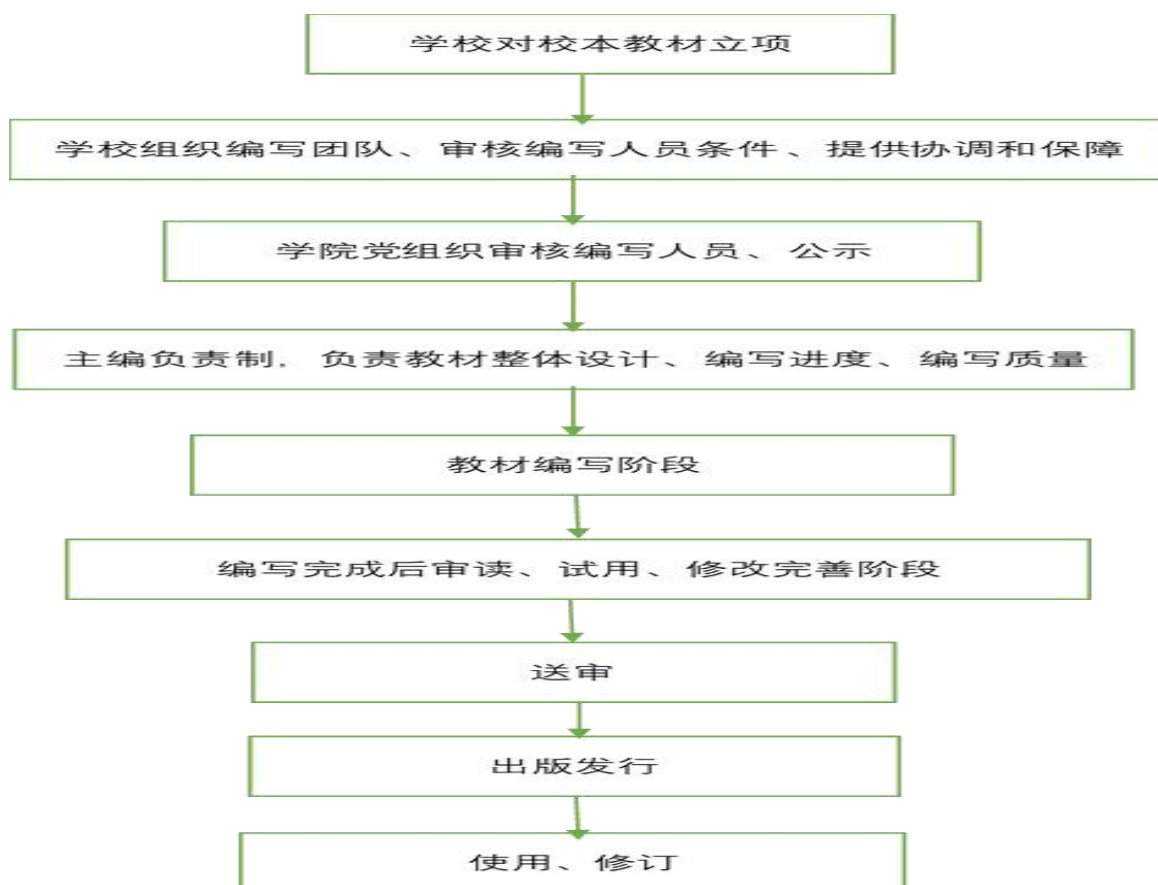 学校对校本教材立项
学校组织编写团队、审核编写人员条件、提供协调和保障
学院党组织审核编写人员、公示
主编负责制,负责教材整体设计、编写进度、编写质量
教材编写阶段
编写完成后审读、试用、修改完善阶段
送审
出版发行
使用、修订